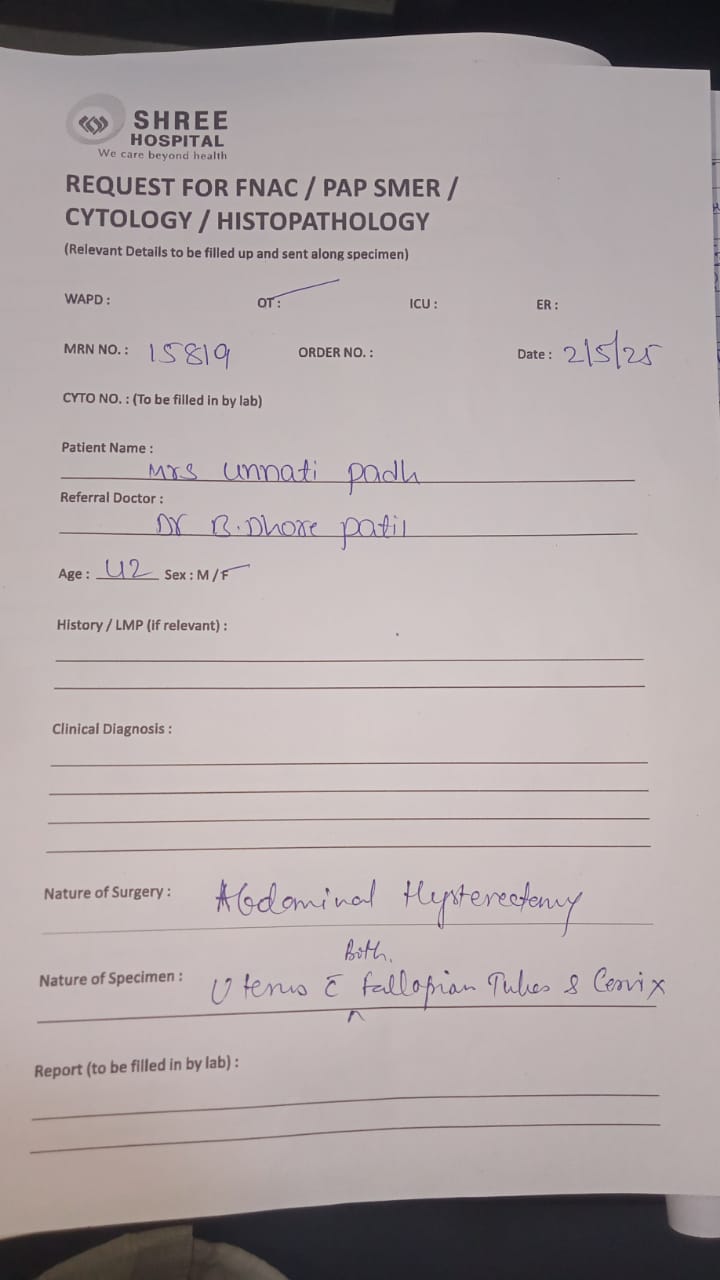 SHREE
HOSPITAL
We care beyond health
REQUEST FOR FNAC / PAP SMER /
CYTOLOGY / HISTOPATHOLOGY
(Relevant Details to be filled up and sent along specimen)
WAPD : OT : ICU : ER :
MRN NO. : 15819 ORDER NO. : Date : 2/5/25
CYTO NO. : (To be filled in by lab)
Patient Name :
Mrs Unnati padh
Referral Doctor :
Dr B. Dhore patil
Age : 42 Sex : M / F
History / LMP (if relevant) :
Clinical Diagnosis :
Nature of Surgery : Abdominal Hysterectomy
Both.
Nature of Specimen : Uterus c̄ fallopian Tubes & Cervix
Report (to be filled in by lab) :